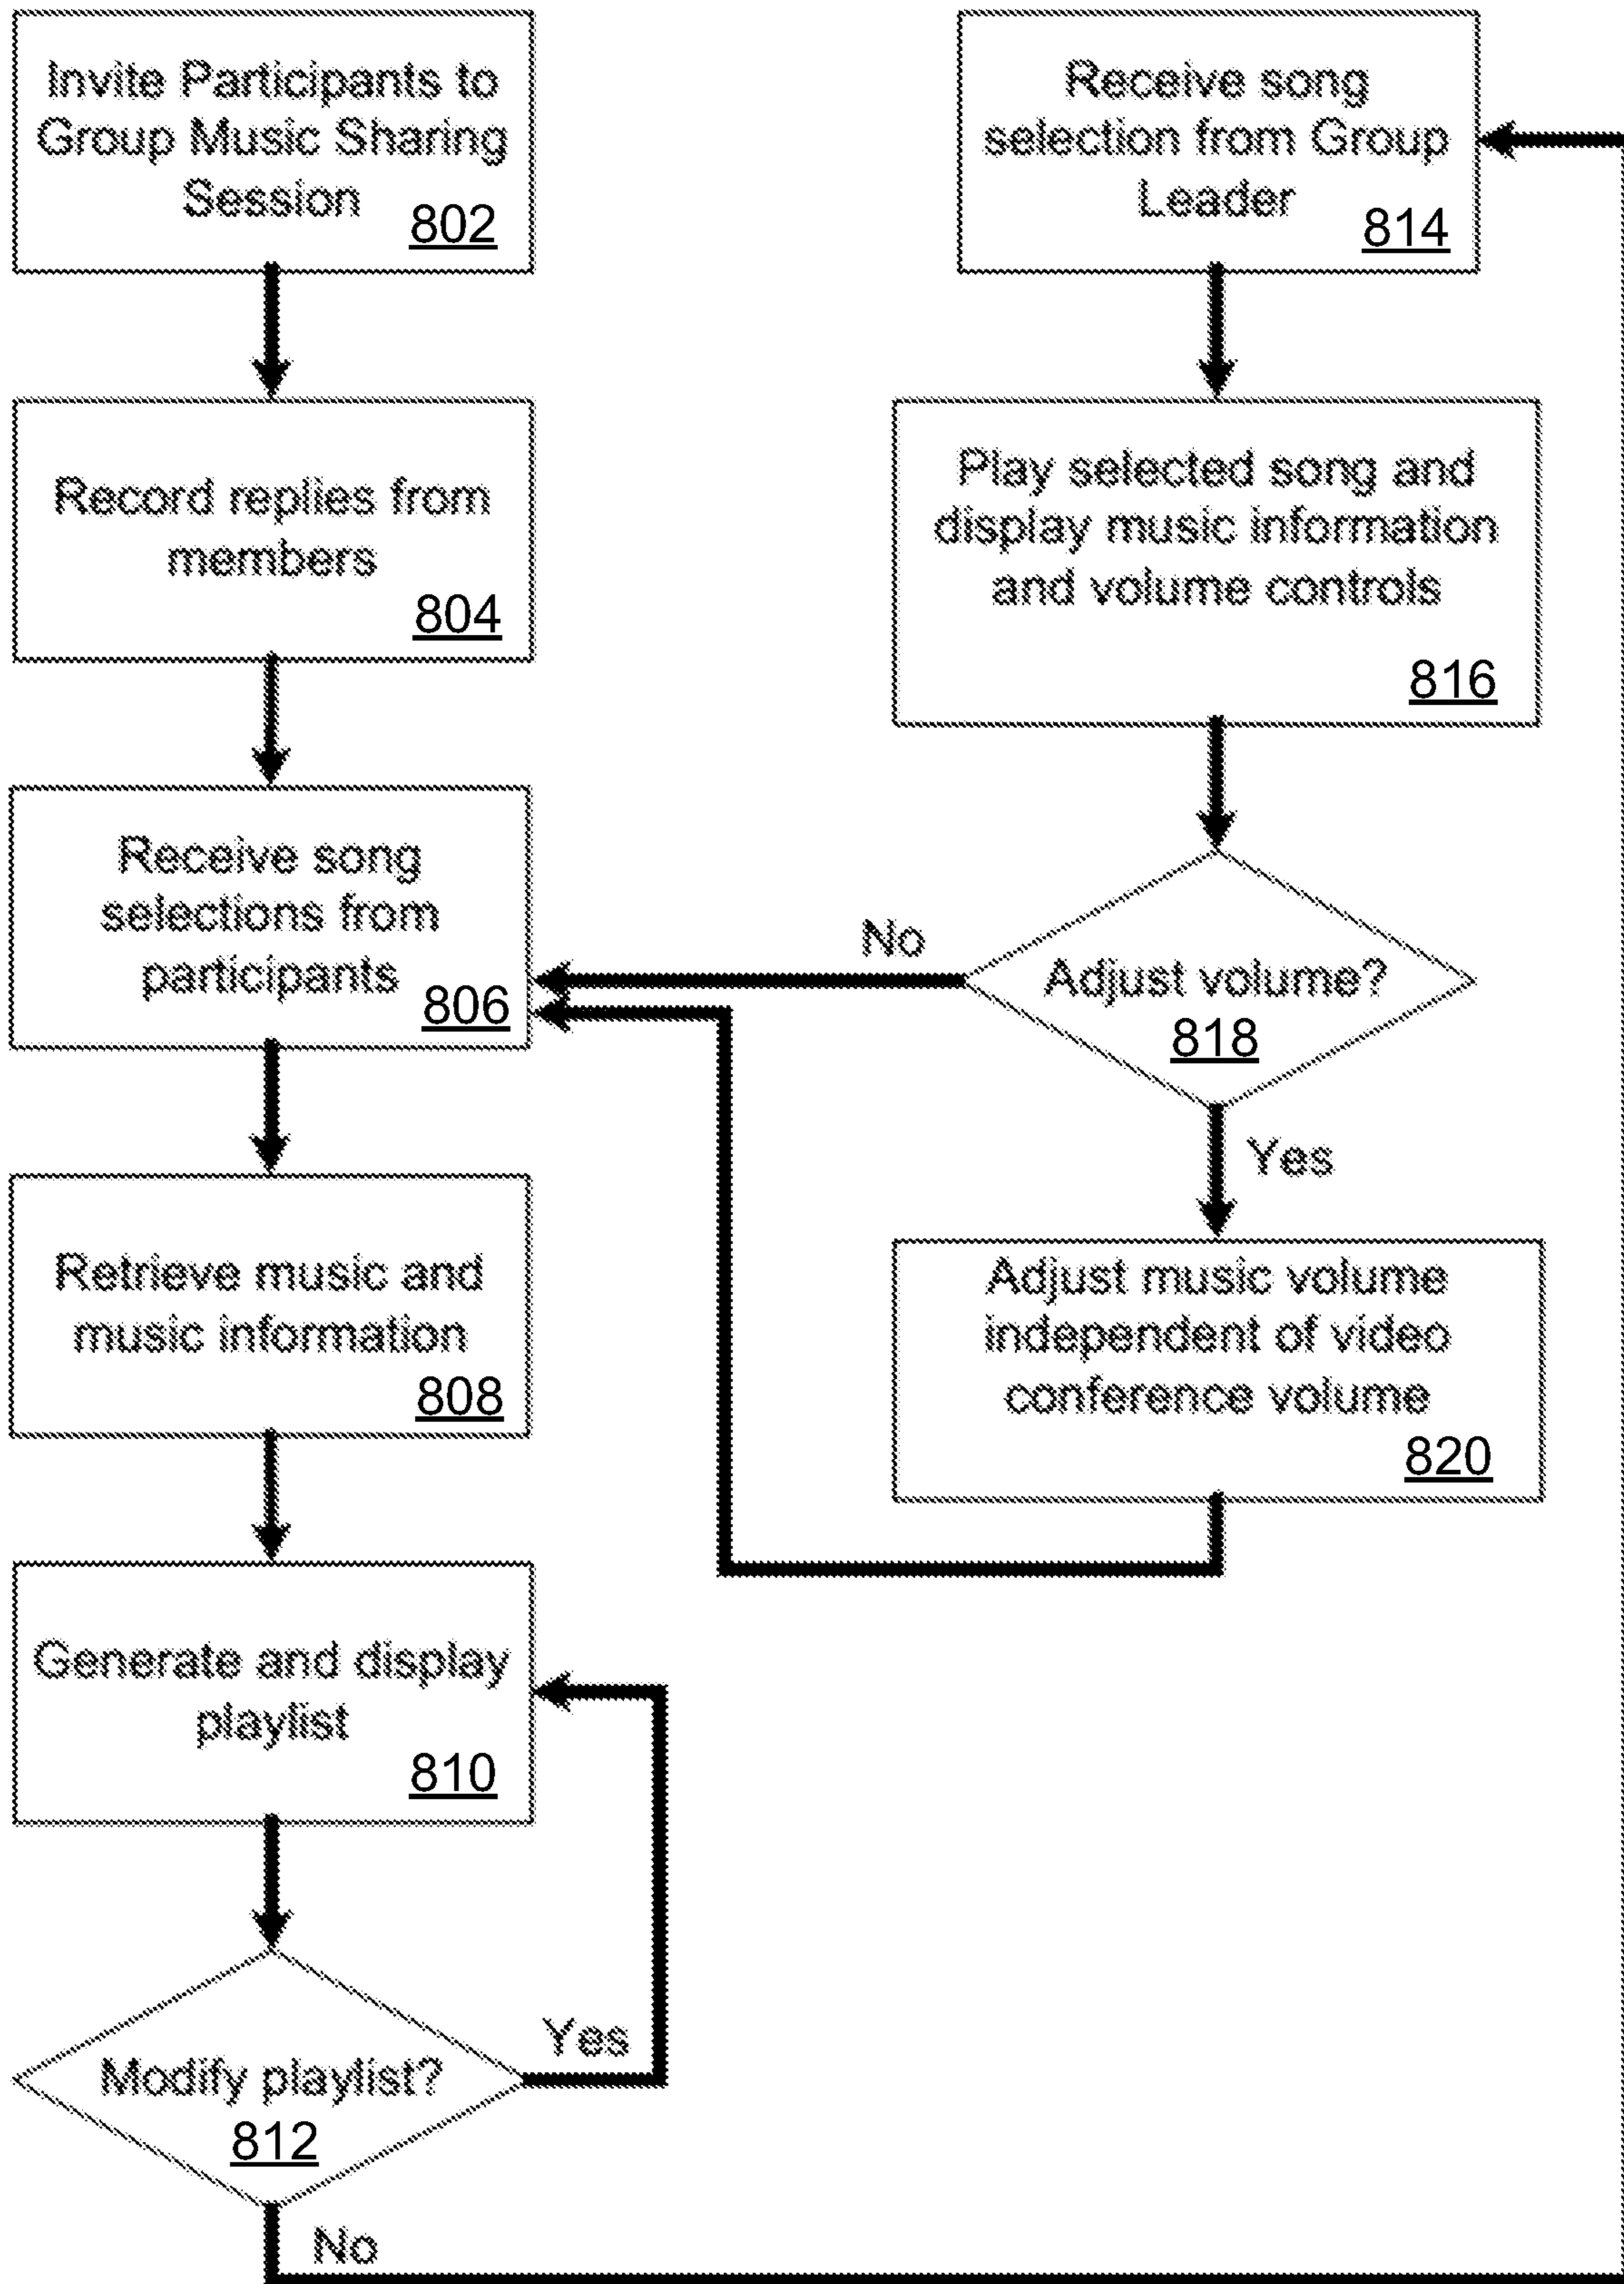 Invite Participants to
Group Music Sharing
Session
802
Record replies from
members
804
Receive song
selections from
participants
806
Retrieve music and
music information
808
Generate and display
playlist
810
Modify playlist?
812
Yes
No
Receive song
selection from Group
Leader
814
Play selected song and
display music information
and volume controls
816
Adjust volume?
818
No
Yes
Adjust music volume
independent of video
conference volume
820